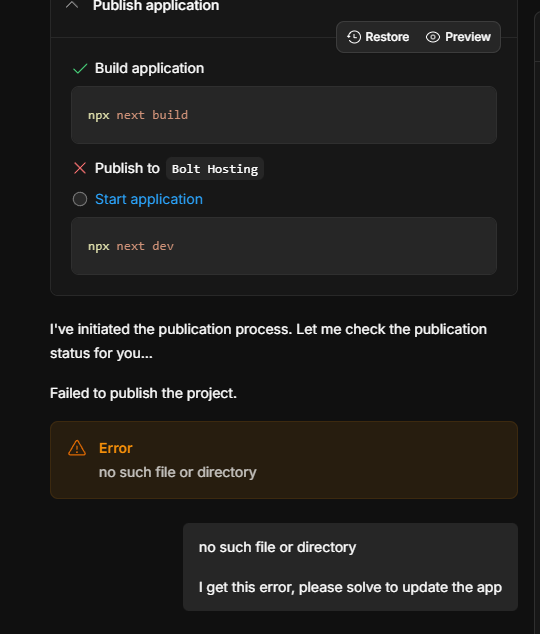 Publish application
Restore
Preview
Build application
npx next build
Publish to Bolt Hosting
Start application
npx next dev
I've initiated the publication process. Let me check the publication
status for you...
Failed to publish the project.
Error
no such file or directory
no such file or directory
I get this error, please solve to update the app